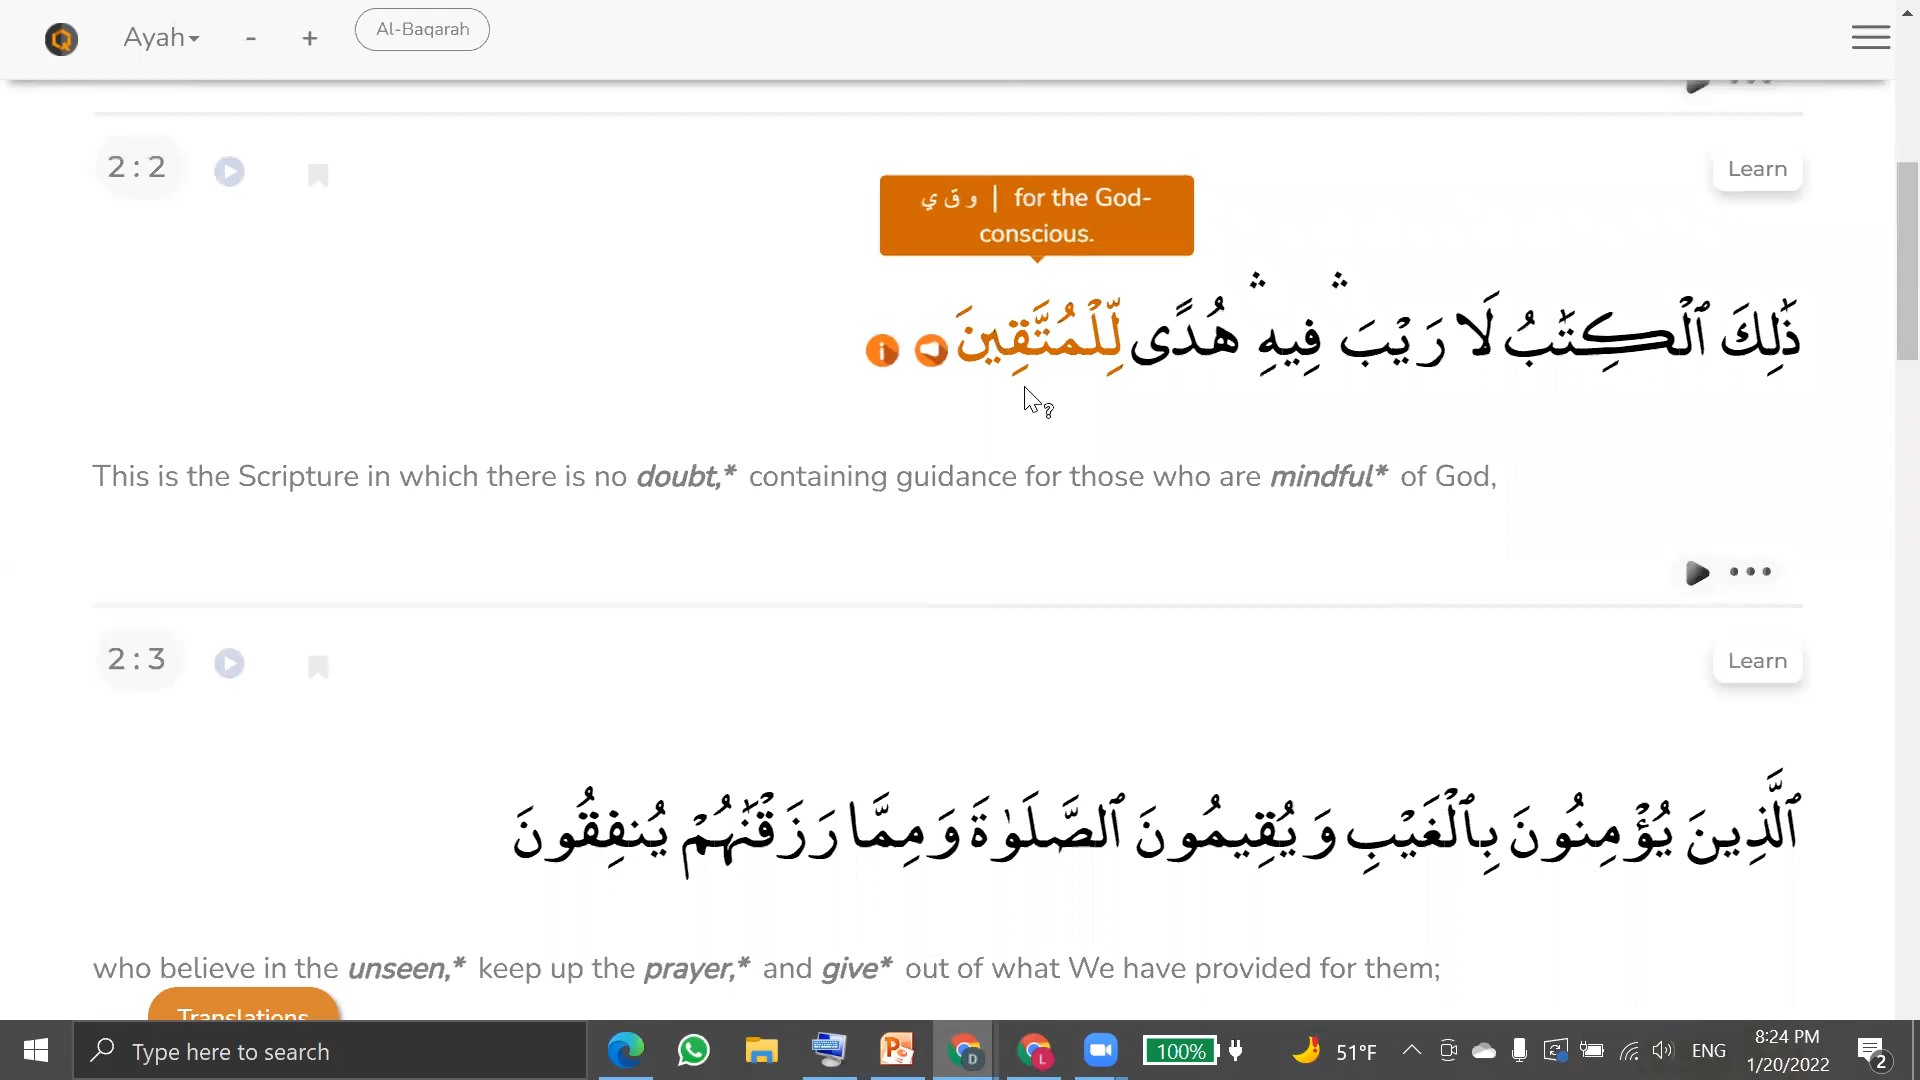 Ayah
-
+
Al-Baqarah
2 : 2
Learn
و ق ي | for the God-
conscious.
ذَٰلِكَ ٱلْكِتَٰبُ لَا رَيْبَ ۛ فِيهِ ۛ هُدًى لِّلْمُتَّقِينَ
This is the Scripture in which there is no doubt,* containing guidance for those who are mindful* of God,
2 : 3
Learn
ٱلَّذِينَ يُؤْمِنُونَ بِٱلْغَيْبِ وَيُقِيمُونَ ٱلصَّلَوٰةَ وَمِمَّا رَزَقْنَٰهُمْ يُنفِقُونَ
who believe in the unseen,* keep up the prayer,* and give* out of what We have provided for them;
Translations
Type here to search
100%
51°F
ENG
8:24 PM
1/20/2022
2